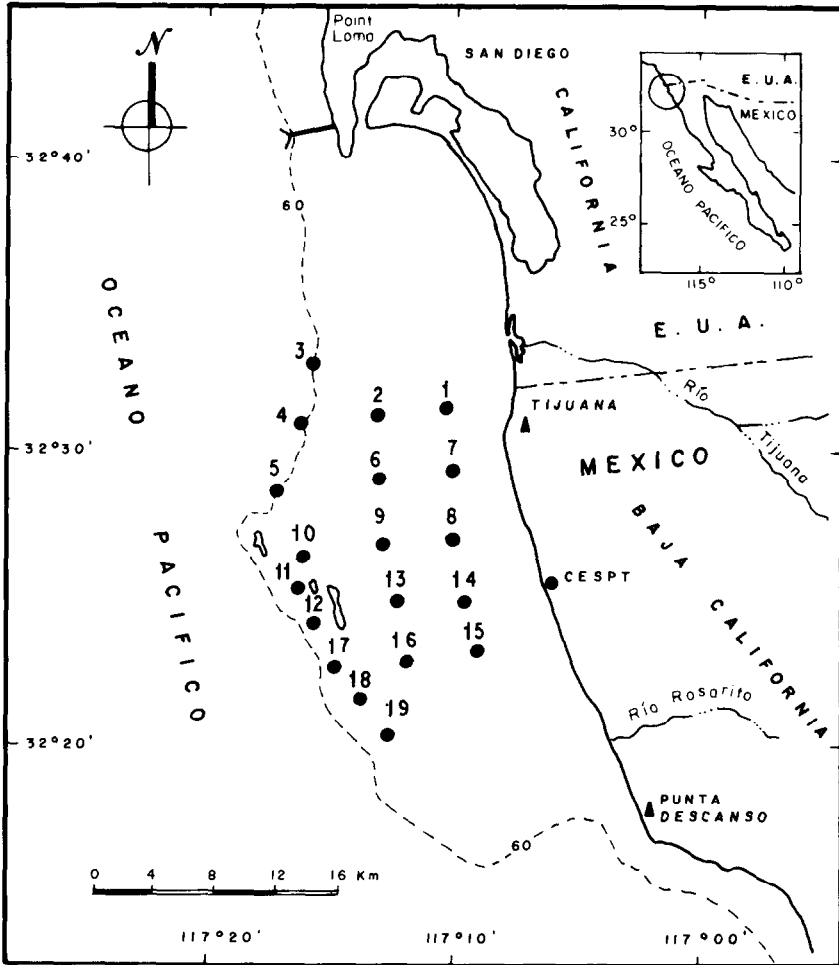 Point
Loma
SAN DIEGO
CALIFORNIA
N
E. U. A.
MEXICO
OCEANO PACIFICO
30°
25°
115°
110°
32°40'
60
OCEANO
PACIFICO
E. U. A.
Río
Tijuana
TIJUANA
MEXICO
BAJA CALIFORNIA
3
2
1
4
32°30'
5
6
7
9
8
10
11
12
13
14
CESPT
17
16
15
18
19
Río Rosarito
32°20'
PUNTA
DESCANSO
60
0 4 8 12 16 Km
117°20' 117°10' 117°00'